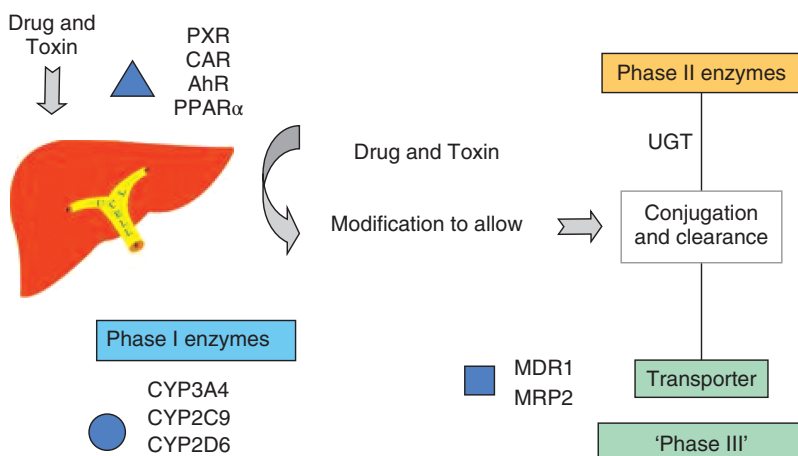 Drug and
Toxin
PXR
CAR
AhR
PPARα
Drug and Toxin
Modification to allow
Phase II enzymes
UGT
Conjugation
and clearance
Phase I enzymes
CYP3A4
CYP2C9
CYP2D6
MDR1
MRP2
Transporter
‘Phase III’